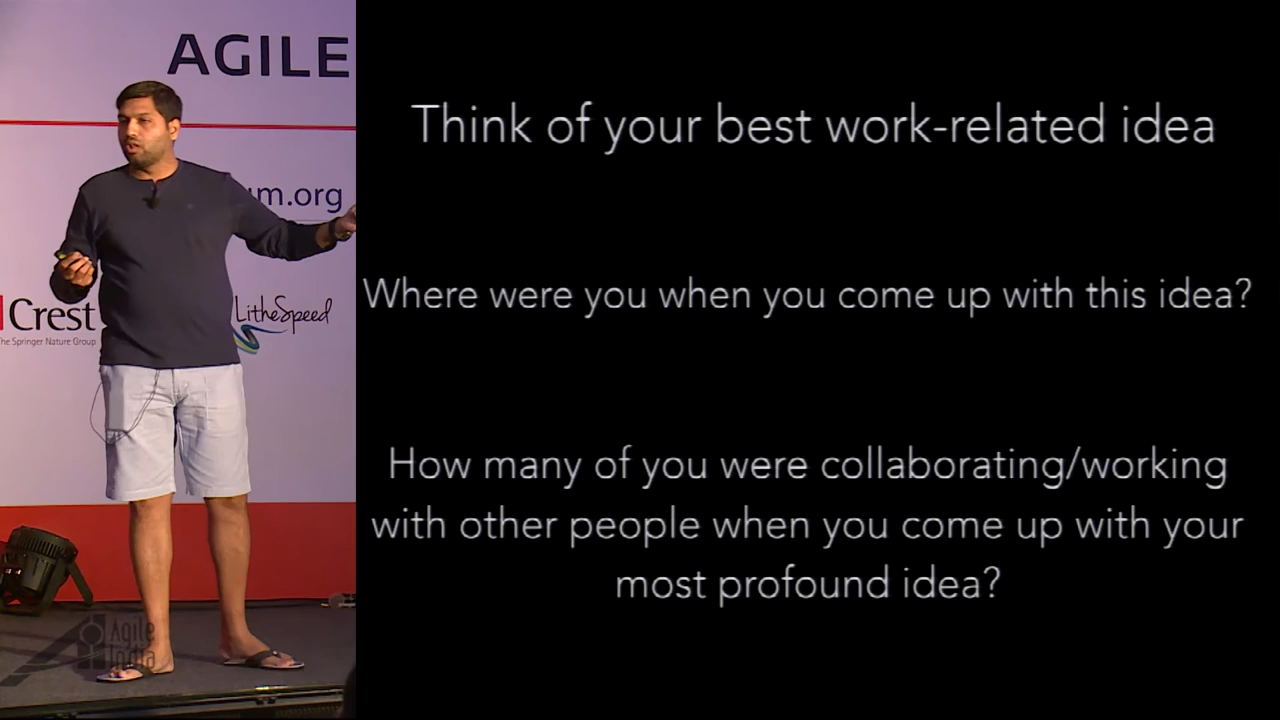 AGILE
um.org
Crest
The Springer Nature Group
LitheSpeed
Agile
India
Think of your best work-related idea
Where were you when you come up with this idea?
How many of you were collaborating/working
with other people when you come up with your
most profound idea?